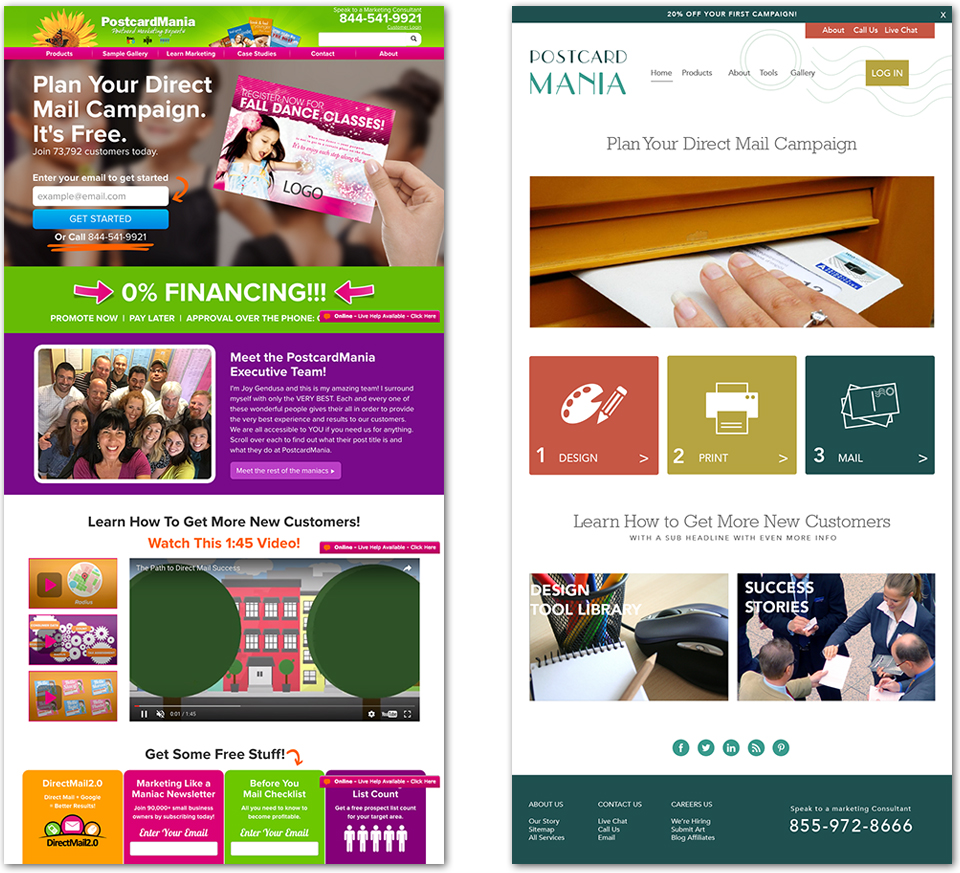 PostcardMania
Postcard Marketing Experts
Speak to a Marketing Consultant
844-541-9921
Customer Login
Products
Sample Gallery
Learn Marketing
Case Studies
Contact
About
Plan Your Direct
Mail Campaign.
It's Free.
Join 73,792 customers today.
Enter your email to get started
example@email.com
GET STARTED
Or Call 844-541-9921
REGISTER NOW FOR
FALL DANCE CLASSES!
LOGO
0% FINANCING!!!
PROMOTE NOW | PAY LATER | APPROVAL OVER THE PHONE:
Online - Live Help Available - Click Here
Meet the PostcardMania
Executive Team!
I'm Joy Gendusa and this is my amazing team! I surround
myself with only the VERY BEST. Each and every one of
these wonderful people gives their all in order to provide
the very best experience and results to our customers.
We are all accessible to YOU if you need us for anything.
Scroll over each to find out what their post title is and
what they do at PostcardMania.
Meet the rest of the maniacs
Learn How To Get More New Customers!
Watch This 1:45 Video!
Online - Live Help Available - Click Here
Radius
The Path to Direct Mail Success
0:01 / 1:45
YouTube
Get Some Free Stuff!
Online - Live Help Available - Click Here
DirectMail2.0
Direct Mail + Google
= Better Results!
DirectMail2.0
Marketing Like a
Maniac Newsletter
Join 90,000+ small business
owners by subscribing today!
Enter Your Email
Before You
Mail Checklist
All you need to know to
become profitable.
Enter Your Email
List Count
Get a free prospect list count
for your target area.
20% OFF YOUR FIRST CAMPAIGN!
X
About Call Us Live Chat
POSTCARD
MANIA
Home
Products
About
Tools
Gallery
LOG IN
Plan Your Direct Mail Campaign
1 DESIGN >
2 PRINT >
3 MAIL >
Learn How to Get More New Customers
WITH A SUB HEADLINE WITH EVEN MORE INFO
DESIGN
TOOL LIBRARY
SUCCESS
STORIES
ABOUT US
Our Story
Sitemap
All Services
CONTACT US
Live Chat
Call Us
Email
CAREERS US
We're Hiring
Submit Art
Blog Affiliates
Speak to a marketing Consultant
855-972-8666